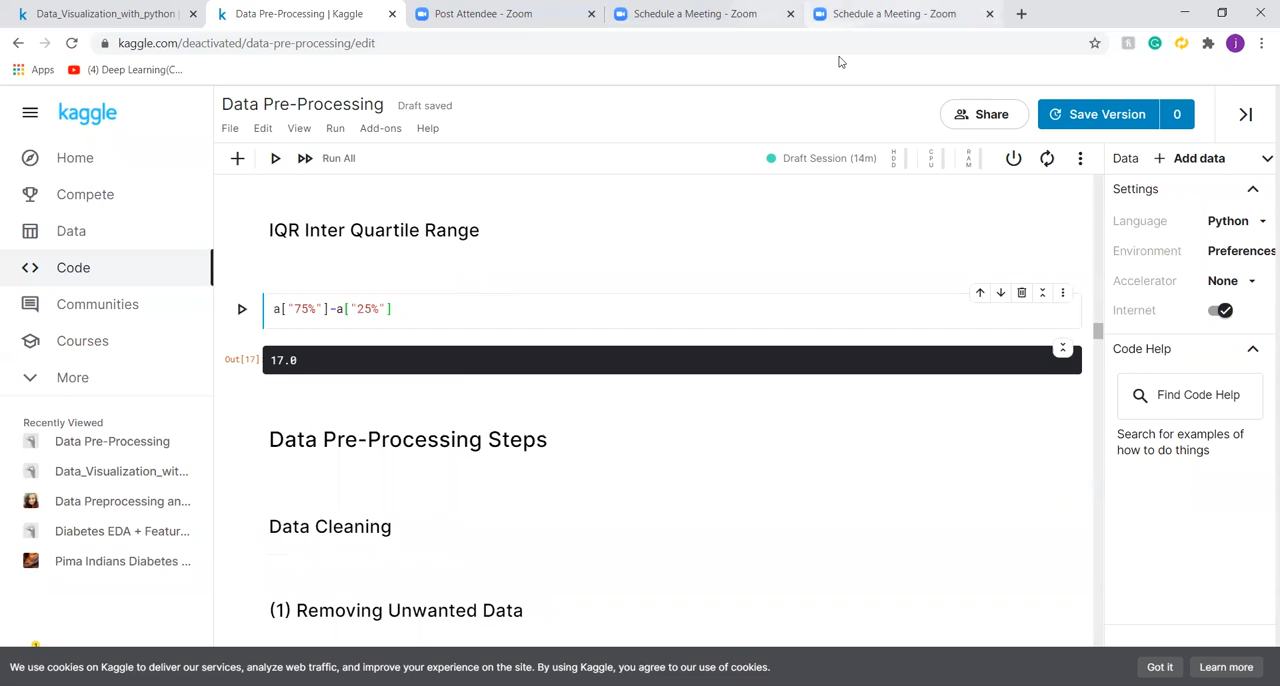 Data_Visualization_with_python |
Data Pre-Processing | Kaggle
Post Attendee - Zoom
Schedule a Meeting - Zoom
Schedule a Meeting - Zoom
kaggle.com/deactivated/data-pre-processing/edit
j
Apps
(4) Deep Learning(C...
kaggle
Data Pre-Processing
Draft saved
File Edit View Run Add-ons Help
Share
Save Version
0
Run All
Draft Session (14m)
HDD
CPU
RAM
Data
Add data
Home
Compete
Data
Code
Communities
Courses
More
Recently Viewed
Data Pre-Processing
Data_Visualization_wit...
Data Preprocessing an...
Diabetes EDA + Featur...
Pima Indians Diabetes ...
IQR Inter Quartile Range
a["75%"]-a["25%"]
Out[17]
17.0
Data Pre-Processing Steps
Data Cleaning
(1) Removing Unwanted Data
Settings
Language Python
Environment Preferences
Accelerator None
Internet
Code Help
Find Code Help
Search for examples of
how to do things
We use cookies on Kaggle to deliver our services, analyze web traffic, and improve your experience on the site. By using Kaggle, you agree to our use of cookies.
Got it
Learn more